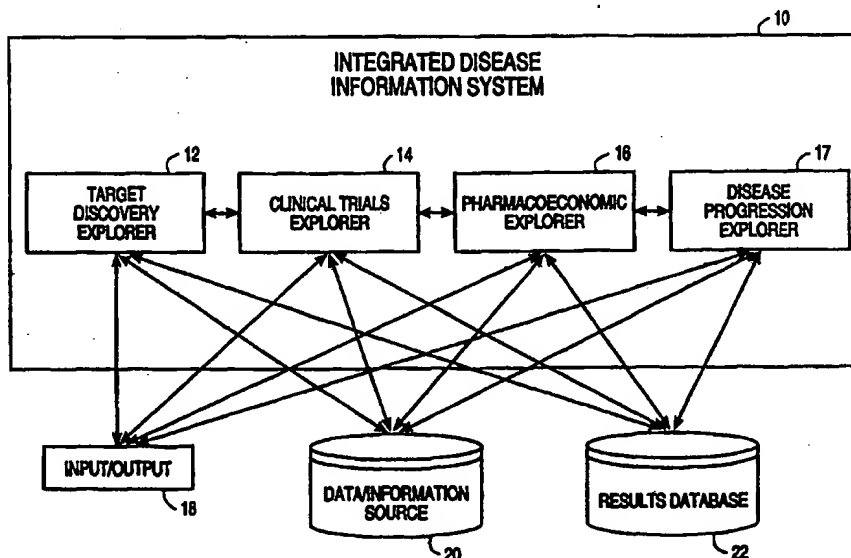 10
INTEGRATED DISEASE
INFORMATION SYSTEM
12
TARGET
DISCOVERY
EXPLORER
14
CLINICAL TRIALS
EXPLORER
16
PHARMACOECONOMIC
EXPLORER
17
DISEASE
PROGRESSION
EXPLORER
INPUT/OUTPUT
18
DATA/INFORMATION
SOURCE
20
RESULTS DATABASE
22